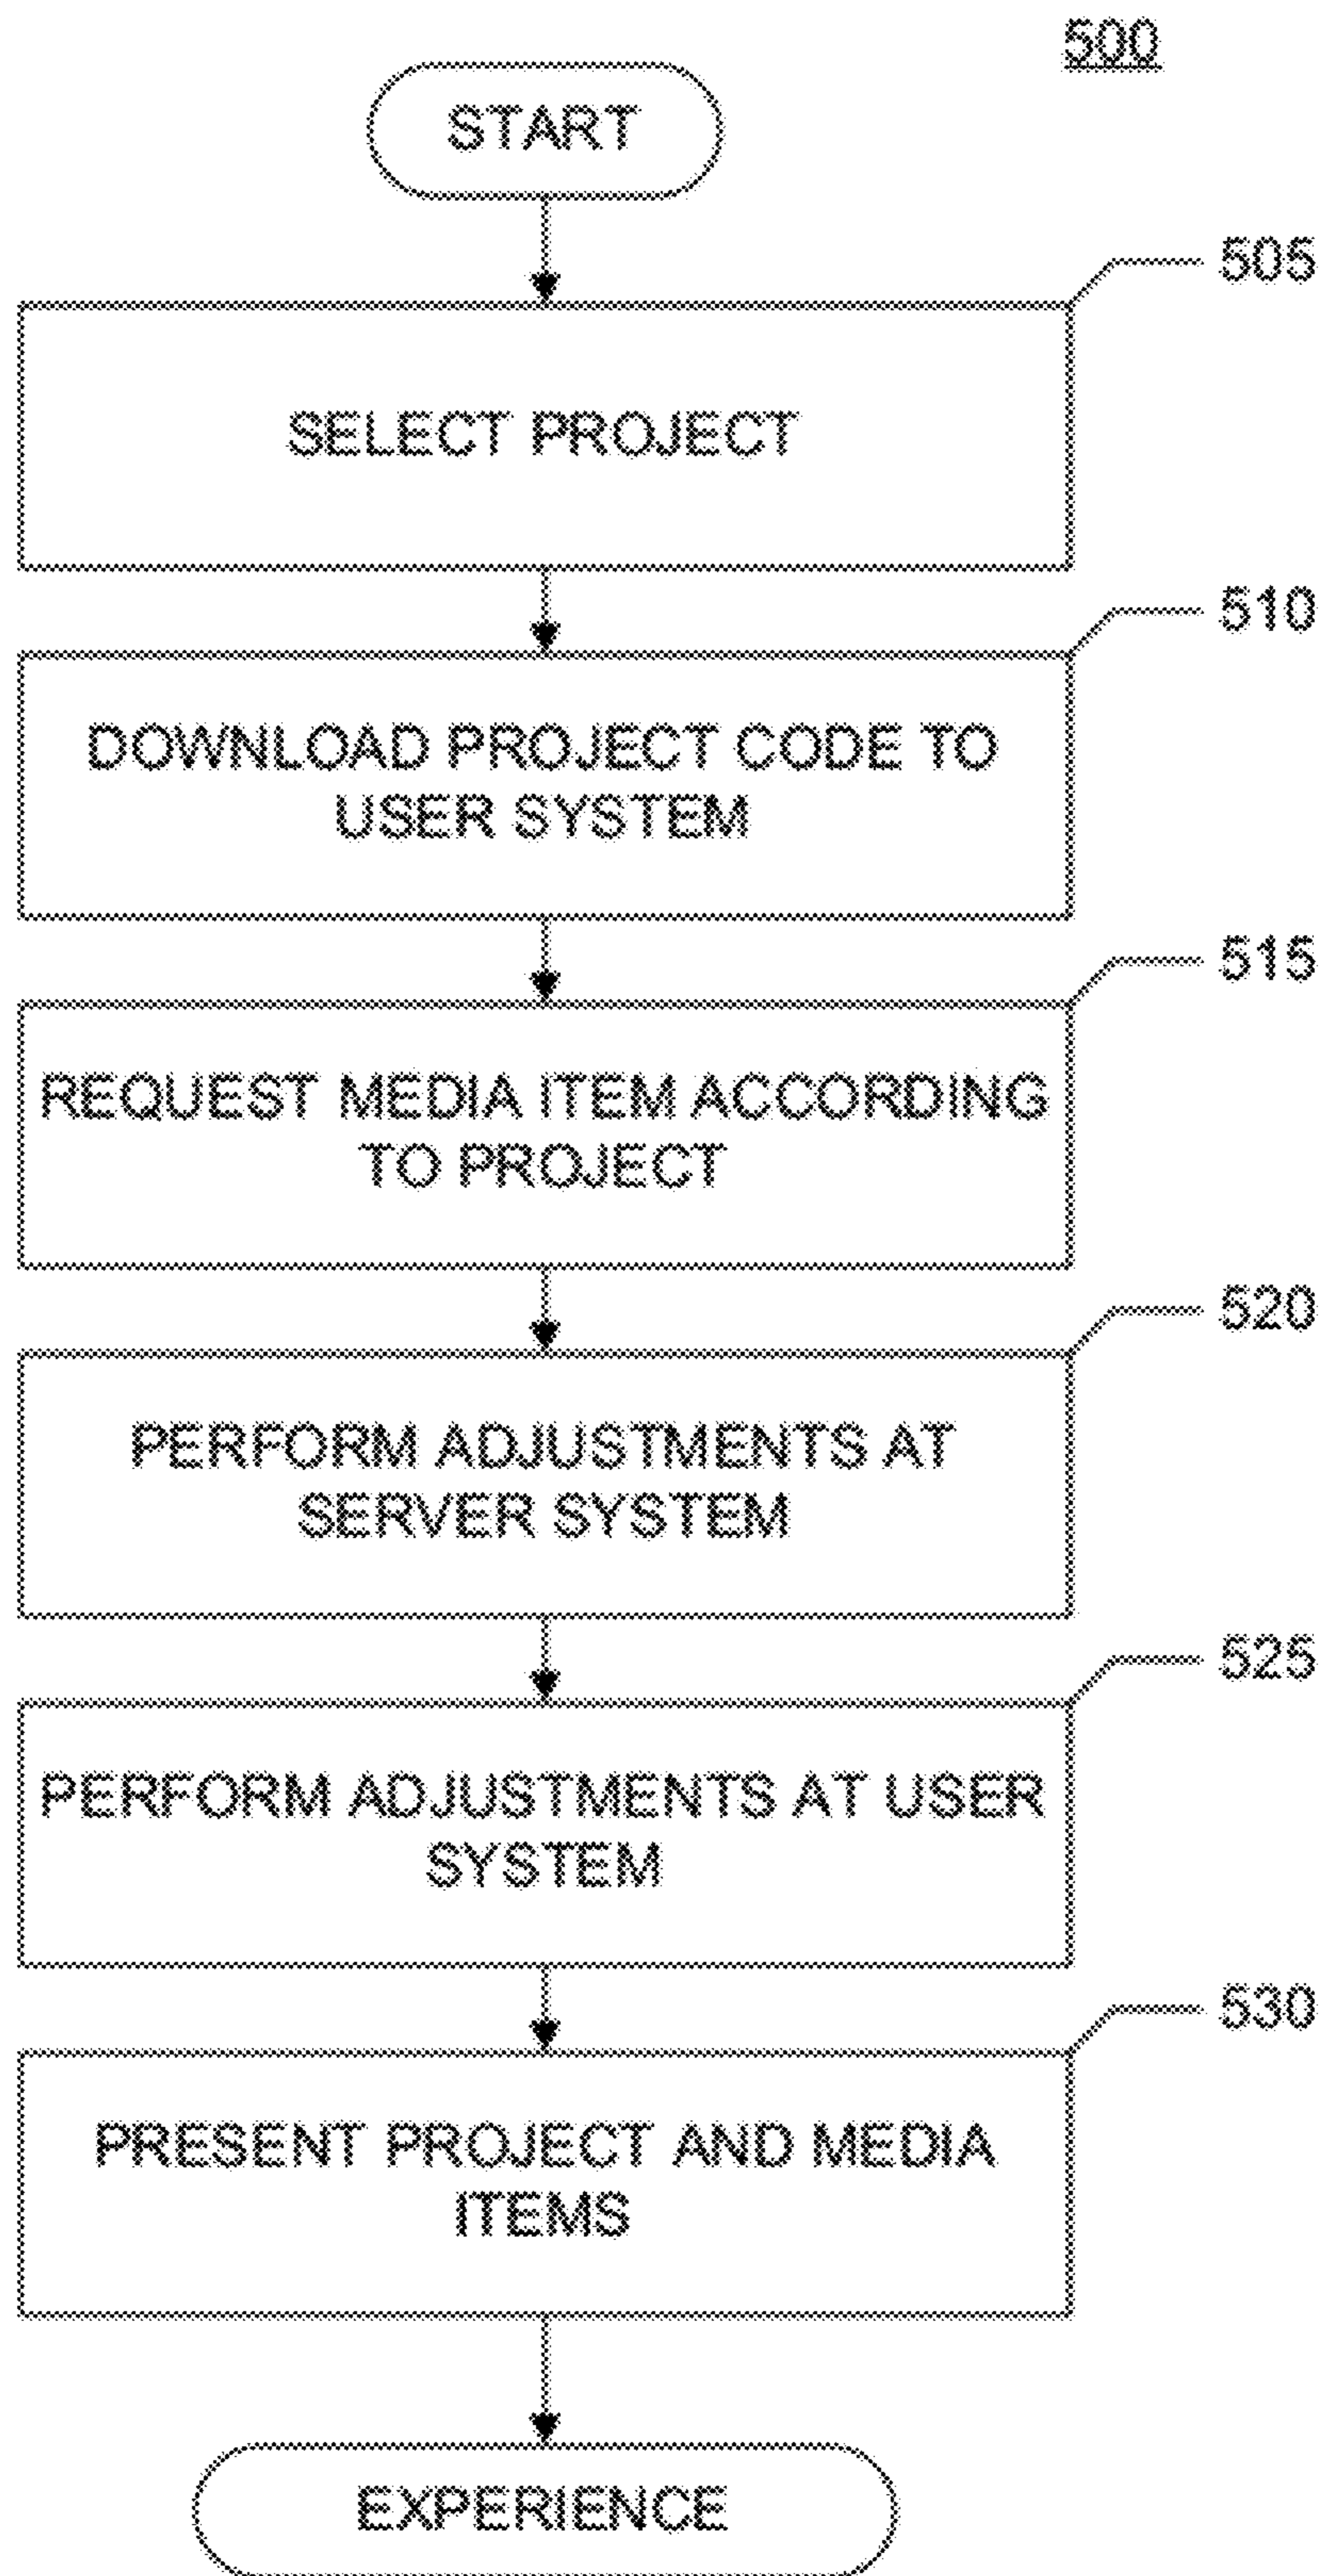 500
START
505
SELECT PROJECT
510
DOWNLOAD PROJECT CODE TO
USER SYSTEM
515
REQUEST MEDIA ITEM ACCORDING
TO PROJECT
520
PERFORM ADJUSTMENTS AT
SERVER SYSTEM
525
PERFORM ADJUSTMENTS AT USER
SYSTEM
530
PRESENT PROJECT AND MEDIA
ITEMS
EXPERIENCE